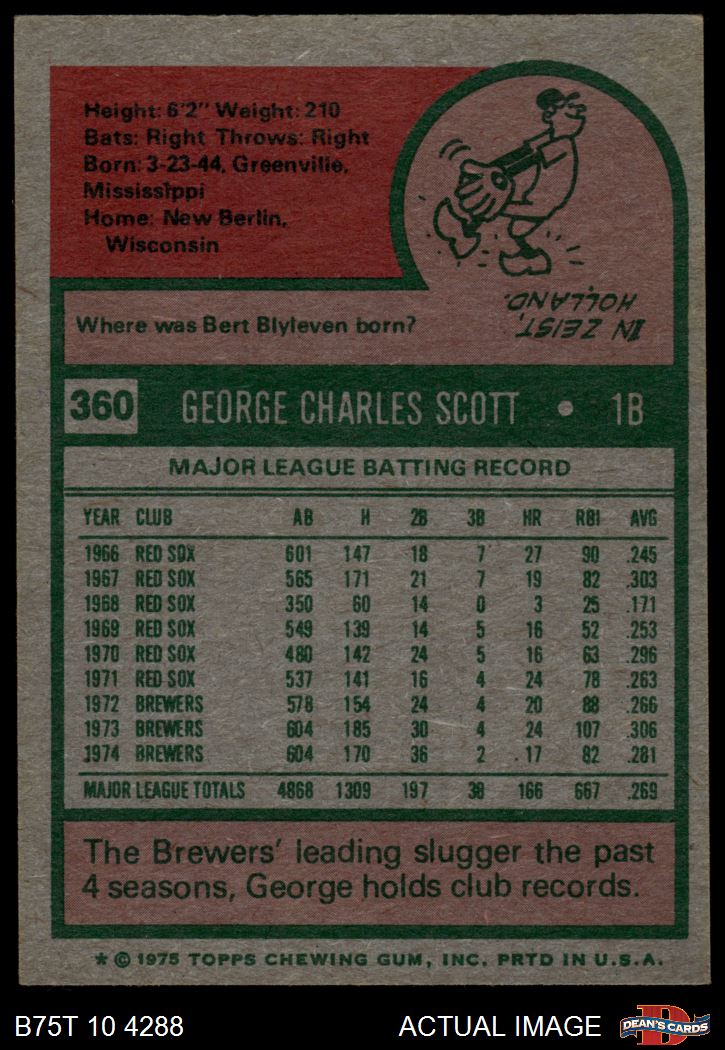 Height: 6'2" Weight: 210
Bats: Right Throws: Right
Born: 3-23-44, Greenville,
Mississippi
Home: New Berlin,
Wisconsin
Where was Bert Blyleven born?
IN ZEIST,
HOLLAND.
360 GEORGE CHARLES SCOTT • 1B
MAJOR LEAGUE BATTING RECORD
YEAR CLUB AB H 2B 3B HR RBI AVG
1966 RED SOX 601 147 18 7 27 90 .245
1967 RED SOX 565 171 21 7 19 82 .303
1968 RED SOX 350 60 14 0 3 25 .171
1969 RED SOX 549 139 14 5 16 52 .253
1970 RED SOX 480 142 24 5 16 63 .296
1971 RED SOX 537 141 16 4 24 78 .263
1972 BREWERS 578 154 24 4 20 88 .266
1973 BREWERS 604 185 30 4 24 107 .306
1974 BREWERS 604 170 36 2 17 82 .281
MAJOR LEAGUE TOTALS 4868 1309 197 38 166 667 .269
The Brewers' leading slugger the past
4 seasons, George holds club records.
* © 1975 TOPPS CHEWING GUM, INC. PRTD IN U.S.A.
B75T 10 4288 ACTUAL IMAGE DEAN'S CARDS